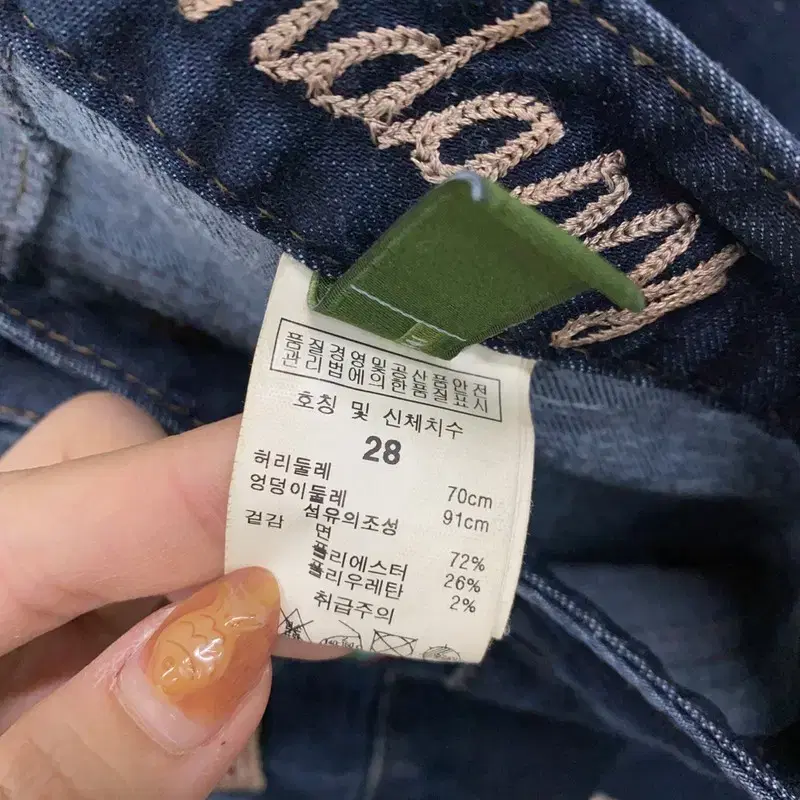 품질경영및공산품안전
관리법에의한품질표시
호칭 및 신체치수
28
허리둘레 70cm
엉덩이둘레 91cm
섬유의조성
겉감 면 72%
폴리에스터 26%
폴리우레탄 2%
취급주의